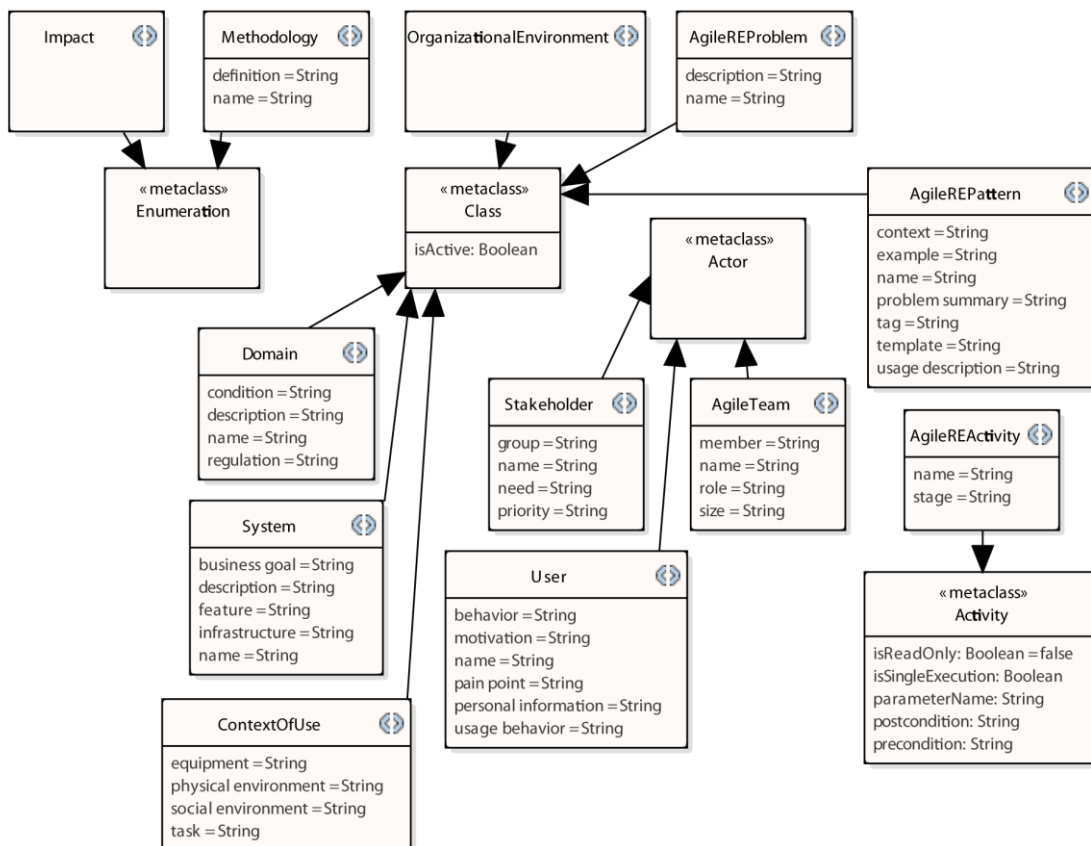 Impact
Methodology
definition = String
name = String
OrganizationalEnvironment
AgileREProblem
description = String
name = String
«metaclass»
Enumeration
«metaclass»
Class
isActive: Boolean
«metaclass»
Actor
AgileREPattern
context = String
example = String
name = String
problem summary = String
tag = String
template = String
usage description = String
Domain
condition = String
description = String
name = String
regulation = String
Stakeholder
group = String
name = String
need = String
priority = String
AgileTeam
member = String
name = String
role = String
size = String
AgileREActivity
name = String
stage = String
System
business goal = String
description = String
feature = String
infrastructure = String
name = String
User
behavior = String
motivation = String
name = String
pain point = String
personal information = String
usage behavior = String
«metaclass»
Activity
isReadOnly: Boolean = false
isSingleExecution: Boolean
parameterName: String
postcondition: String
precondition: String
ContextOfUse
equipment = String
physical environment = String
social environment = String
task = String